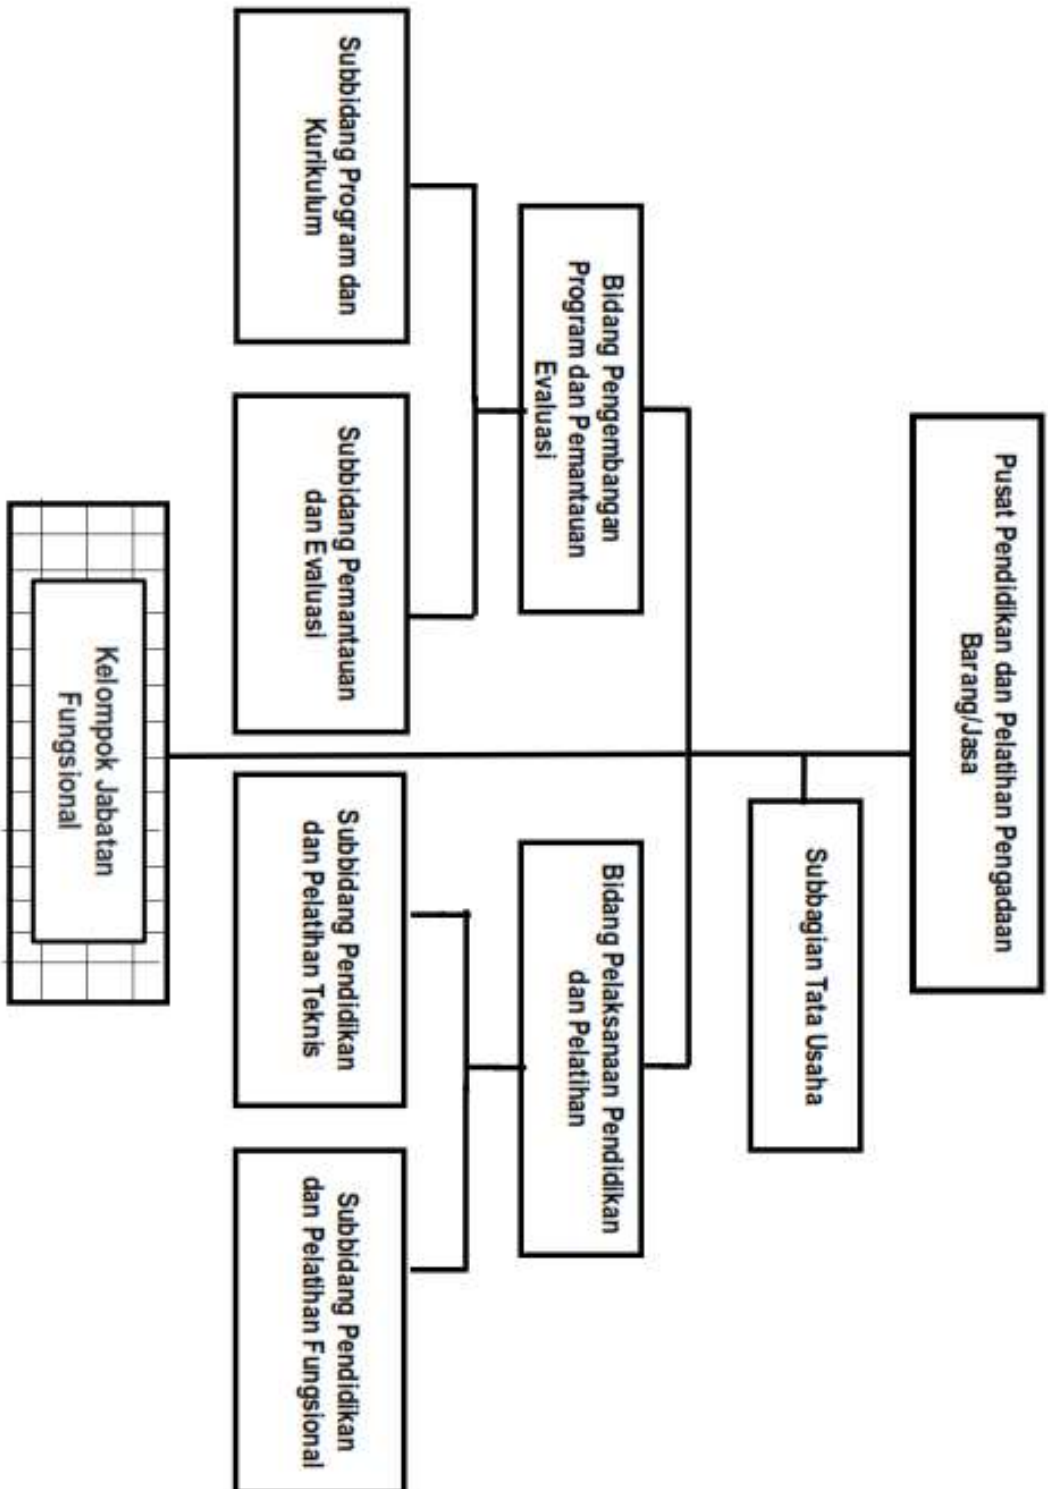 Pusat Pendidikan dan Pelatihan Pengadaan
Barang/Jasa
Subbagian Tata Usaha
Bidang Pengembangan
Program dan Pemantauan
Evaluasi
Bidang Pelaksanaan Pendidikan
dan Pelatihan
Subbidang Program dan
Kurikulum
Subbidang Pemantauan
dan Evaluasi
Subbidang Pendidikan
dan Pelatihan Teknis
Subbidang Pendidikan
dan Pelatihan Fungsional
Kelompok Jabatan
Fungsional